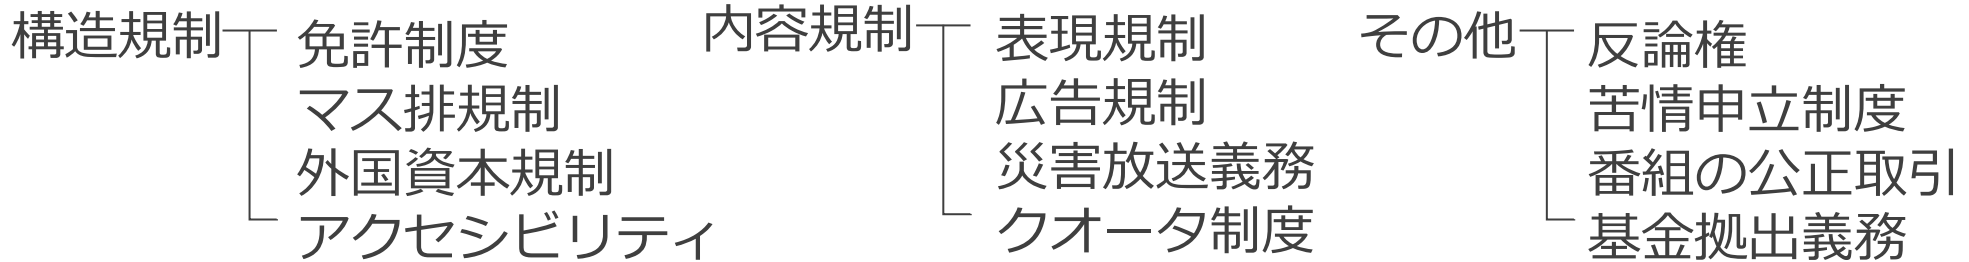 構造規制
免許制度
マス排規制
外国資本規制
アクセシビリティ
内容規制
表現規制
広告規制
災害放送義務
クオータ制度
その他
反論権
苦情申立制度
番組の公正取引
基金拠出義務